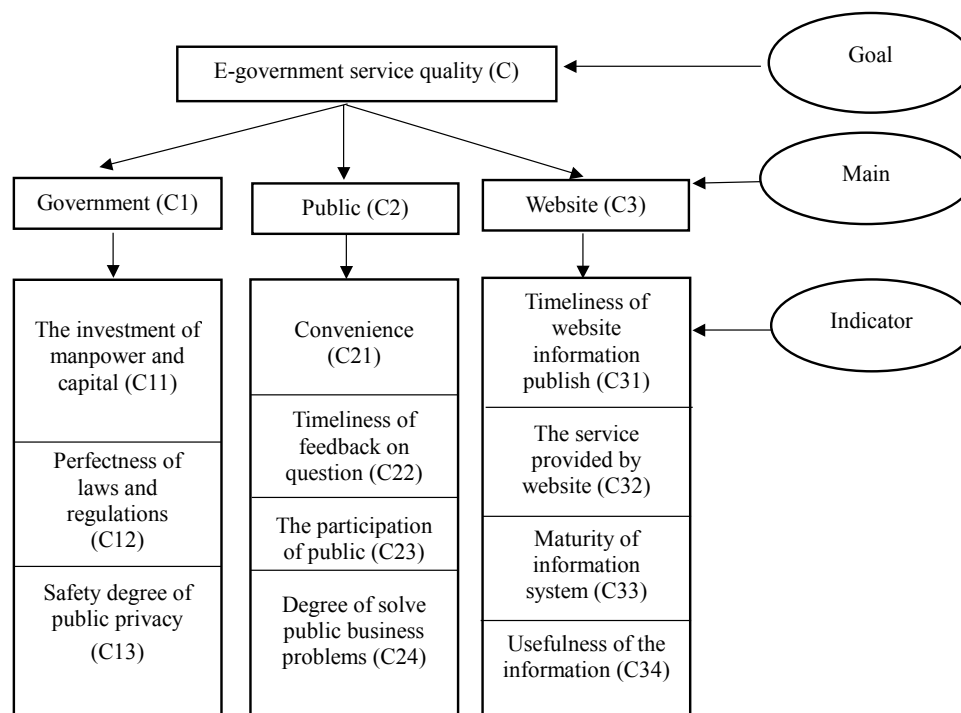 E-government service quality (C)
Goal
Government (C1)
Public (C2)
Website (C3)
Main
The investment of
manpower and
capital (C11)
Perfectness of
laws and
regulations
(C12)
Safety degree of
public privacy
(C13)
Convenience
(C21)
Timeliness of
feedback on
question (C22)
The participation
of public (C23)
Degree of solve
public business
problems (C24)
Timeliness of
website
information
publish (C31)
The service
provided by
website (C32)
Maturity of
information
system (C33)
Usefulness of the
information (C34)
Indicator